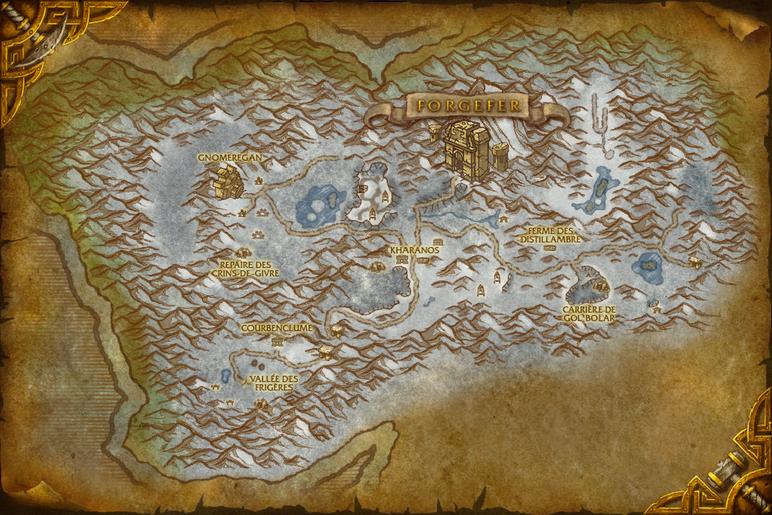 FORGEFER
GNOMEREGAN
FERME DES
DISTILLAMBRE
KHARANOS
REPAIRE DES
CRINS-DE-GIVRE
CARRIÈRE DE
GOL'BOLAR
COURBENCLUME
VALLÉE DES
FRIGÈRES